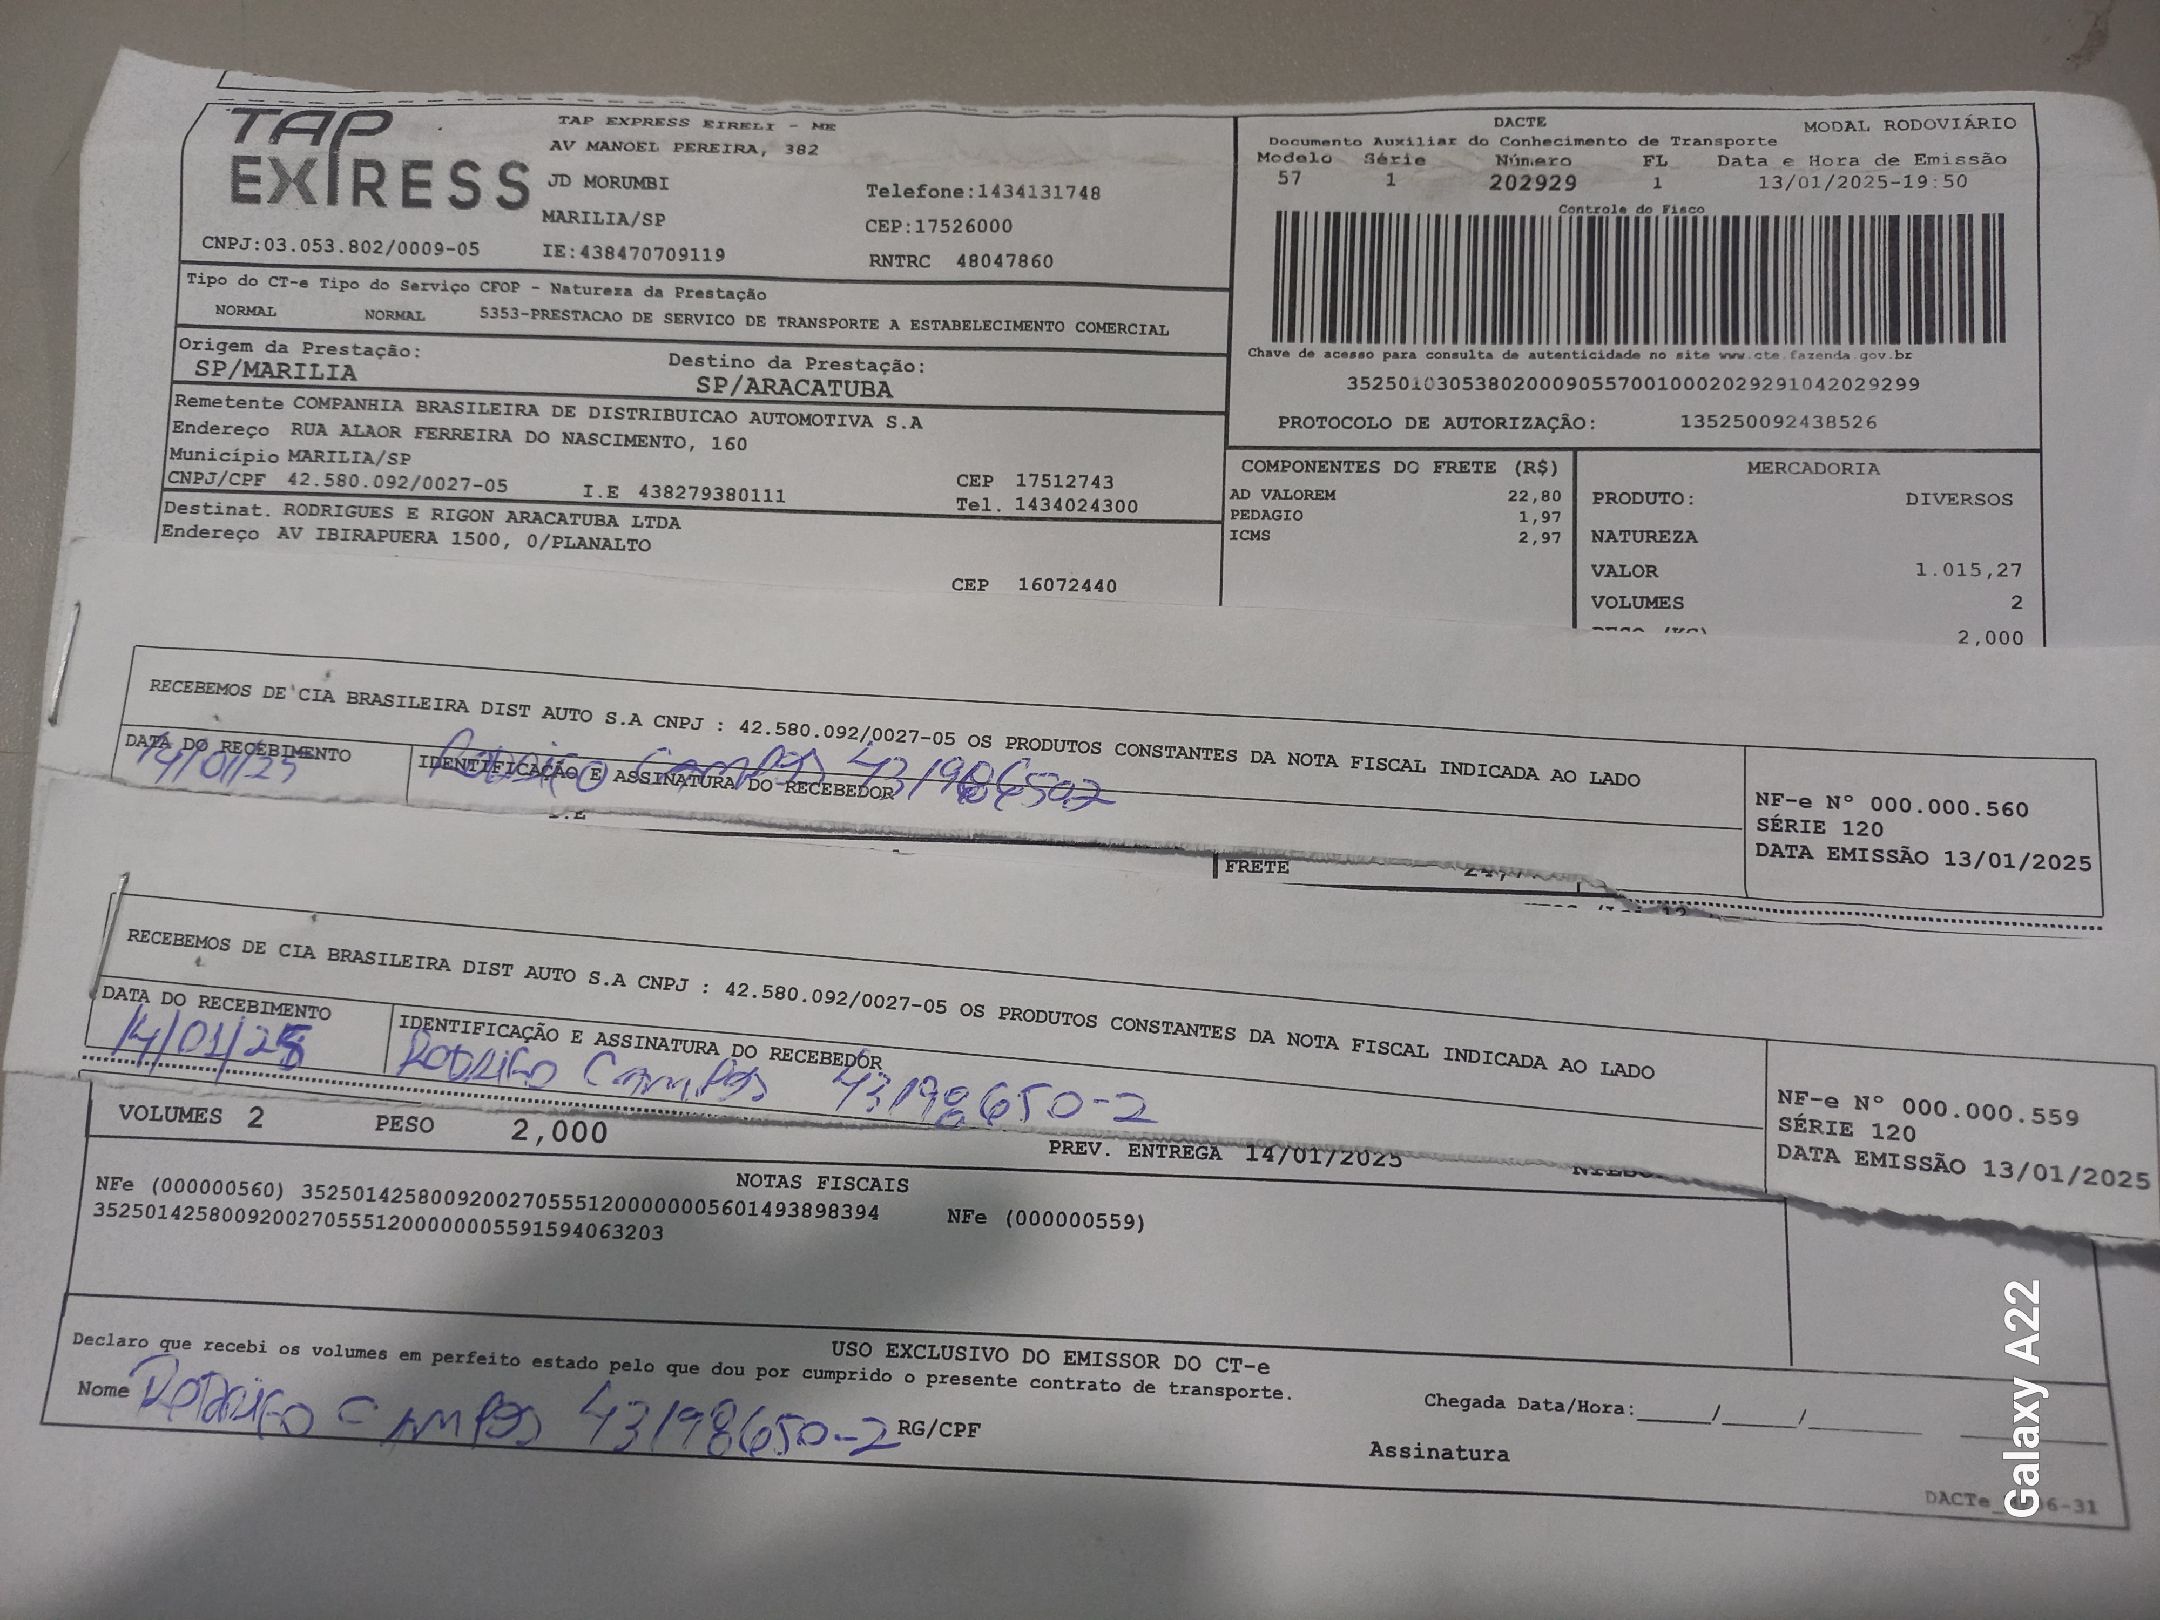 TAP EXPRESS
TAP EXPRESS EIRELI - ME
AV MANOEL PEREIRA, 382
JD MORUMBI
Telefone:1434131748
MARILIA/SP
CEP:17526000
CNPJ:03.053.802/0009-05 IE:438470709119
RNTRC 48047860
DACTE
MODAL RODOVIÁRIO
Documento Auxiliar do Conhecimento de Transporte
Modelo Série Número FL Data e Hora de Emissão
57 1 202929 1 13/01/2025-19:50
Controle do Fisco
Chave de acesso para consulta de autenticidade no site www.cte.fazenda.gov.br
35250103053802000905570010002029291042029299
PROTOCOLO DE AUTORIZAÇÃO: 135250092438526
Tipo do CT-e Tipo do Serviço CFOP - Natureza da Prestação
NORMAL NORMAL 5353-PRESTACAO DE SERVICO DE TRANSPORTE A ESTABELECIMENTO COMERCIAL
Origem da Prestação: Destino da Prestação:
SP/MARILIA SP/ARACATUBA
Remetente COMPANHIA BRASILEIRA DE DISTRIBUICAO AUTOMOTIVA S.A
Endereço RUA ALAOR FERREIRA DO NASCIMENTO, 160
Município MARILIA/SP
CEP 17512743
CNPJ/CPF 42.580.092/0027-05 I.E 438279380111 Tel. 1434024300
Destinat. RODRIGUES E RIGON ARACATUBA LTDA
Endereço AV IBIRAPUERA 1500, 0/PLANALTO
CEP 16072440
COMPONENTES DO FRETE (R$)
AD VALOREM 22,80
PEDAGIO 1,97
ICMS 2,97
MERCADORIA
PRODUTO: DIVERSOS
NATUREZA
VALOR 1.015,27
VOLUMES 2
PESO (KG) 2,000
RECEBEMOS DE CIA BRASILEIRA DIST AUTO S.A CNPJ : 42.580.092/0027-05 OS PRODUTOS CONSTANTES DA NOTA FISCAL INDICADA AO LADO
DATA DO RECEBIMENTO
14/01/25
IDENTIFICAÇÃO E ASSINATURA DO RECEBEDOR
Rodrigo Campos
NF-e N° 000.000.560
SÉRIE 120
DATA EMISSÃO 13/01/2025
I.E
FRETE
RECEBEMOS DE CIA BRASILEIRA DIST AUTO S.A CNPJ : 42.580.092/0027-05 OS PRODUTOS CONSTANTES DA NOTA FISCAL INDICADA AO LADO
DATA DO RECEBIMENTO
14/01/25
IDENTIFICAÇÃO E ASSINATURA DO RECEBEDOR
Rodrigo Campos 43198650-2
NF-e N° 000.000.559
SÉRIE 120
DATA EMISSÃO 13/01/2025
VOLUMES 2 PESO 2,000 PREV. ENTREGA 14/01/2025
NOTAS FISCAIS
NFe (000000560) 35250142580092002705551200000005601493898394 NFe (000000559)
35250142580092002705551200000005591594063203
USO EXCLUSIVO DO EMISSOR DO CT-e
Declaro que recebi os volumes em perfeito estado pelo que dou por cumprido o presente contrato de transporte.
Nome Rodrigo Campos 43198650-2 RG/CPF
Chegada Data/Hora:_____/_____/_______ _______
Assinatura
Galaxy A22